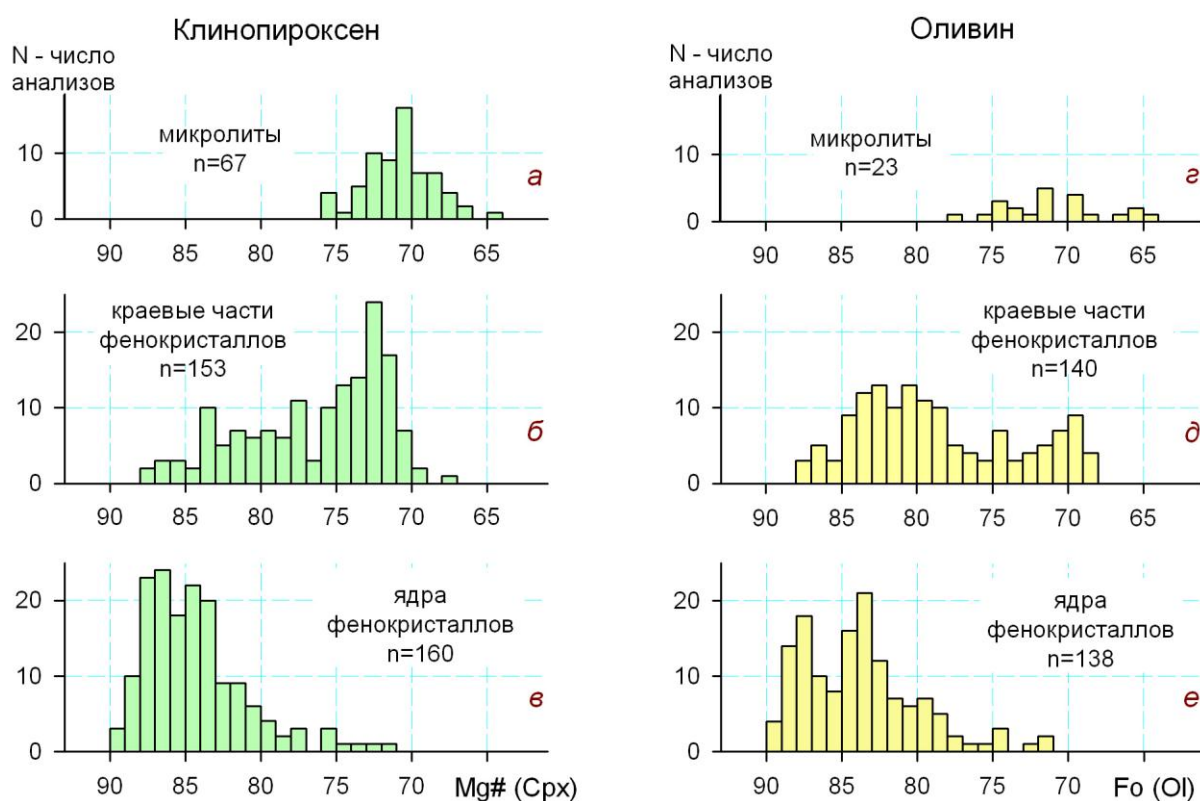 Клинопироксен
N - число
анализов
микролиты
n=67
а
10
0
90 85 80 75 70 65
краевые части
фенокристаллов
n=153
б
20
10
0
90 85 80 75 70 65
ядра
фенокристаллов
n=160
в
20
10
0
90 85 80 75 70 Mg# (Cpx)
Оливин
N - число
анализов
микролиты
n=23
г
10
0
90 85 80 75 70 65
краевые части
фенокристаллов
n=140
д
20
10
0
90 85 80 75 70 65
ядра
фенокристаллов
n=138
е
20
10
0
90 85 80 75 70 Fo (Ol)